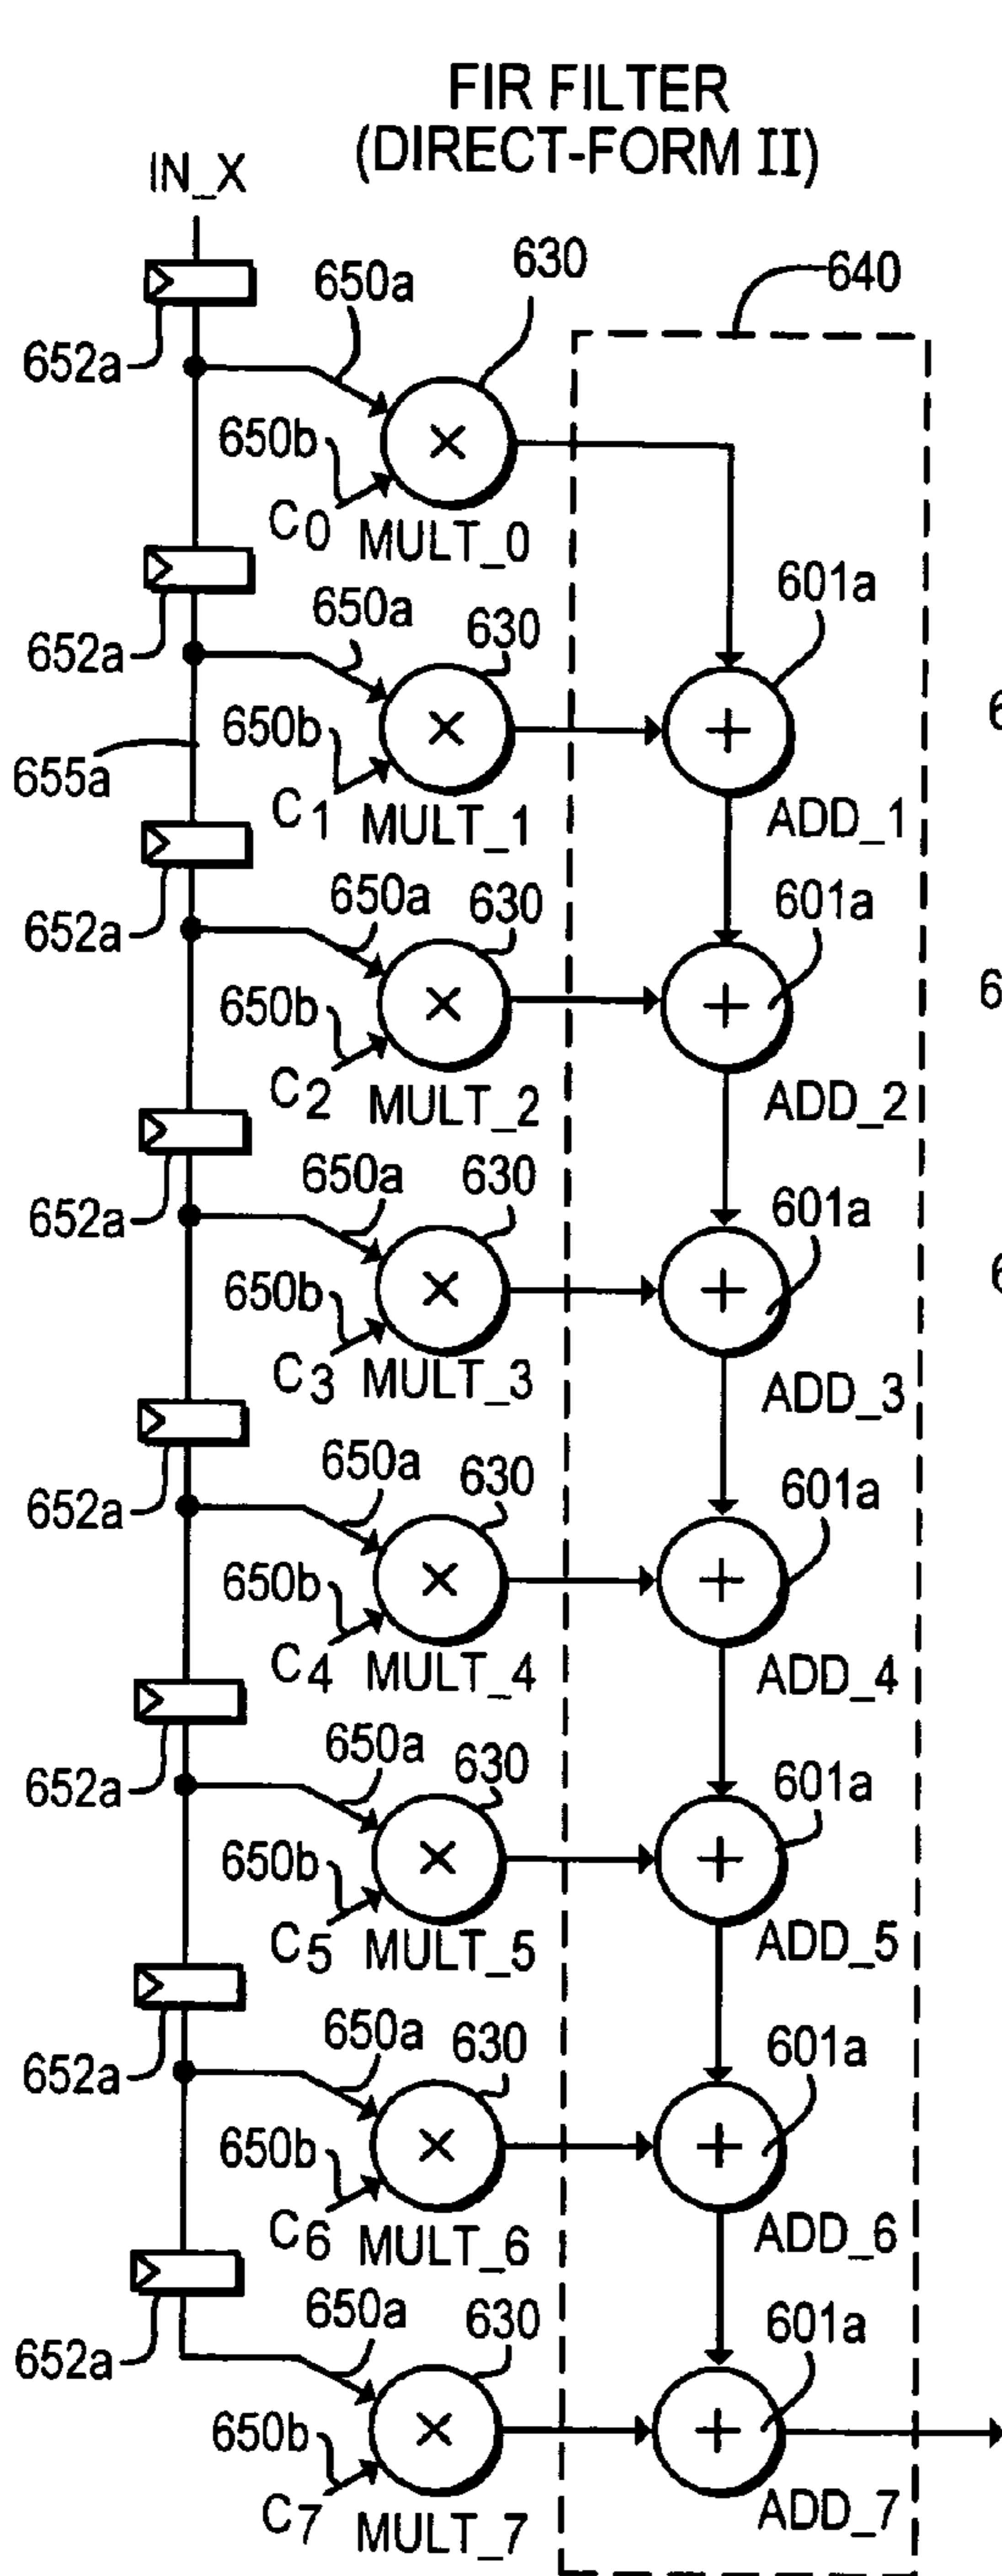 FIR FILTER
(DIRECT-FORM II)
IN_X
640
630
650a
652a
650b
C0
MULT_0
601a
652a
650a
630
655a
650b
C1
MULT_1
ADD_1
652a
650a
630
601a
650b
C2
MULT_2
ADD_2
652a
650a
630
601a
650b
C3
MULT_3
ADD_3
652a
650a
630
601a
650b
C4
MULT_4
ADD_4
652a
650a
630
601a
650b
C5
MULT_5
ADD_5
652a
650a
630
601a
650b
C6
MULT_6
ADD_6
652a
650a
630
601a
650b
C7
MULT_7
ADD_7